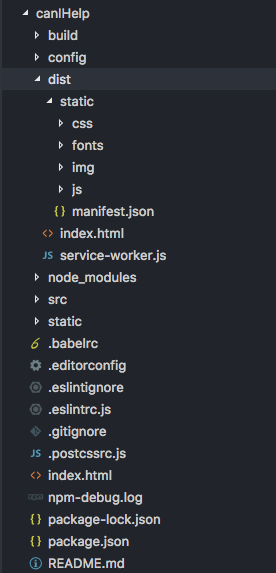 canIHelp
build
config
dist
static
css
fonts
img
js
{ } manifest.json
<> index.html
JS service-worker.js
node_modules
src
static
.babelrc
.editorconfig
.eslintignore
.eslintrc.js
.gitignore
JS .postcssrc.js
<> index.html
npm-debug.log
{ } package-lock.json
{ } package.json
README.md